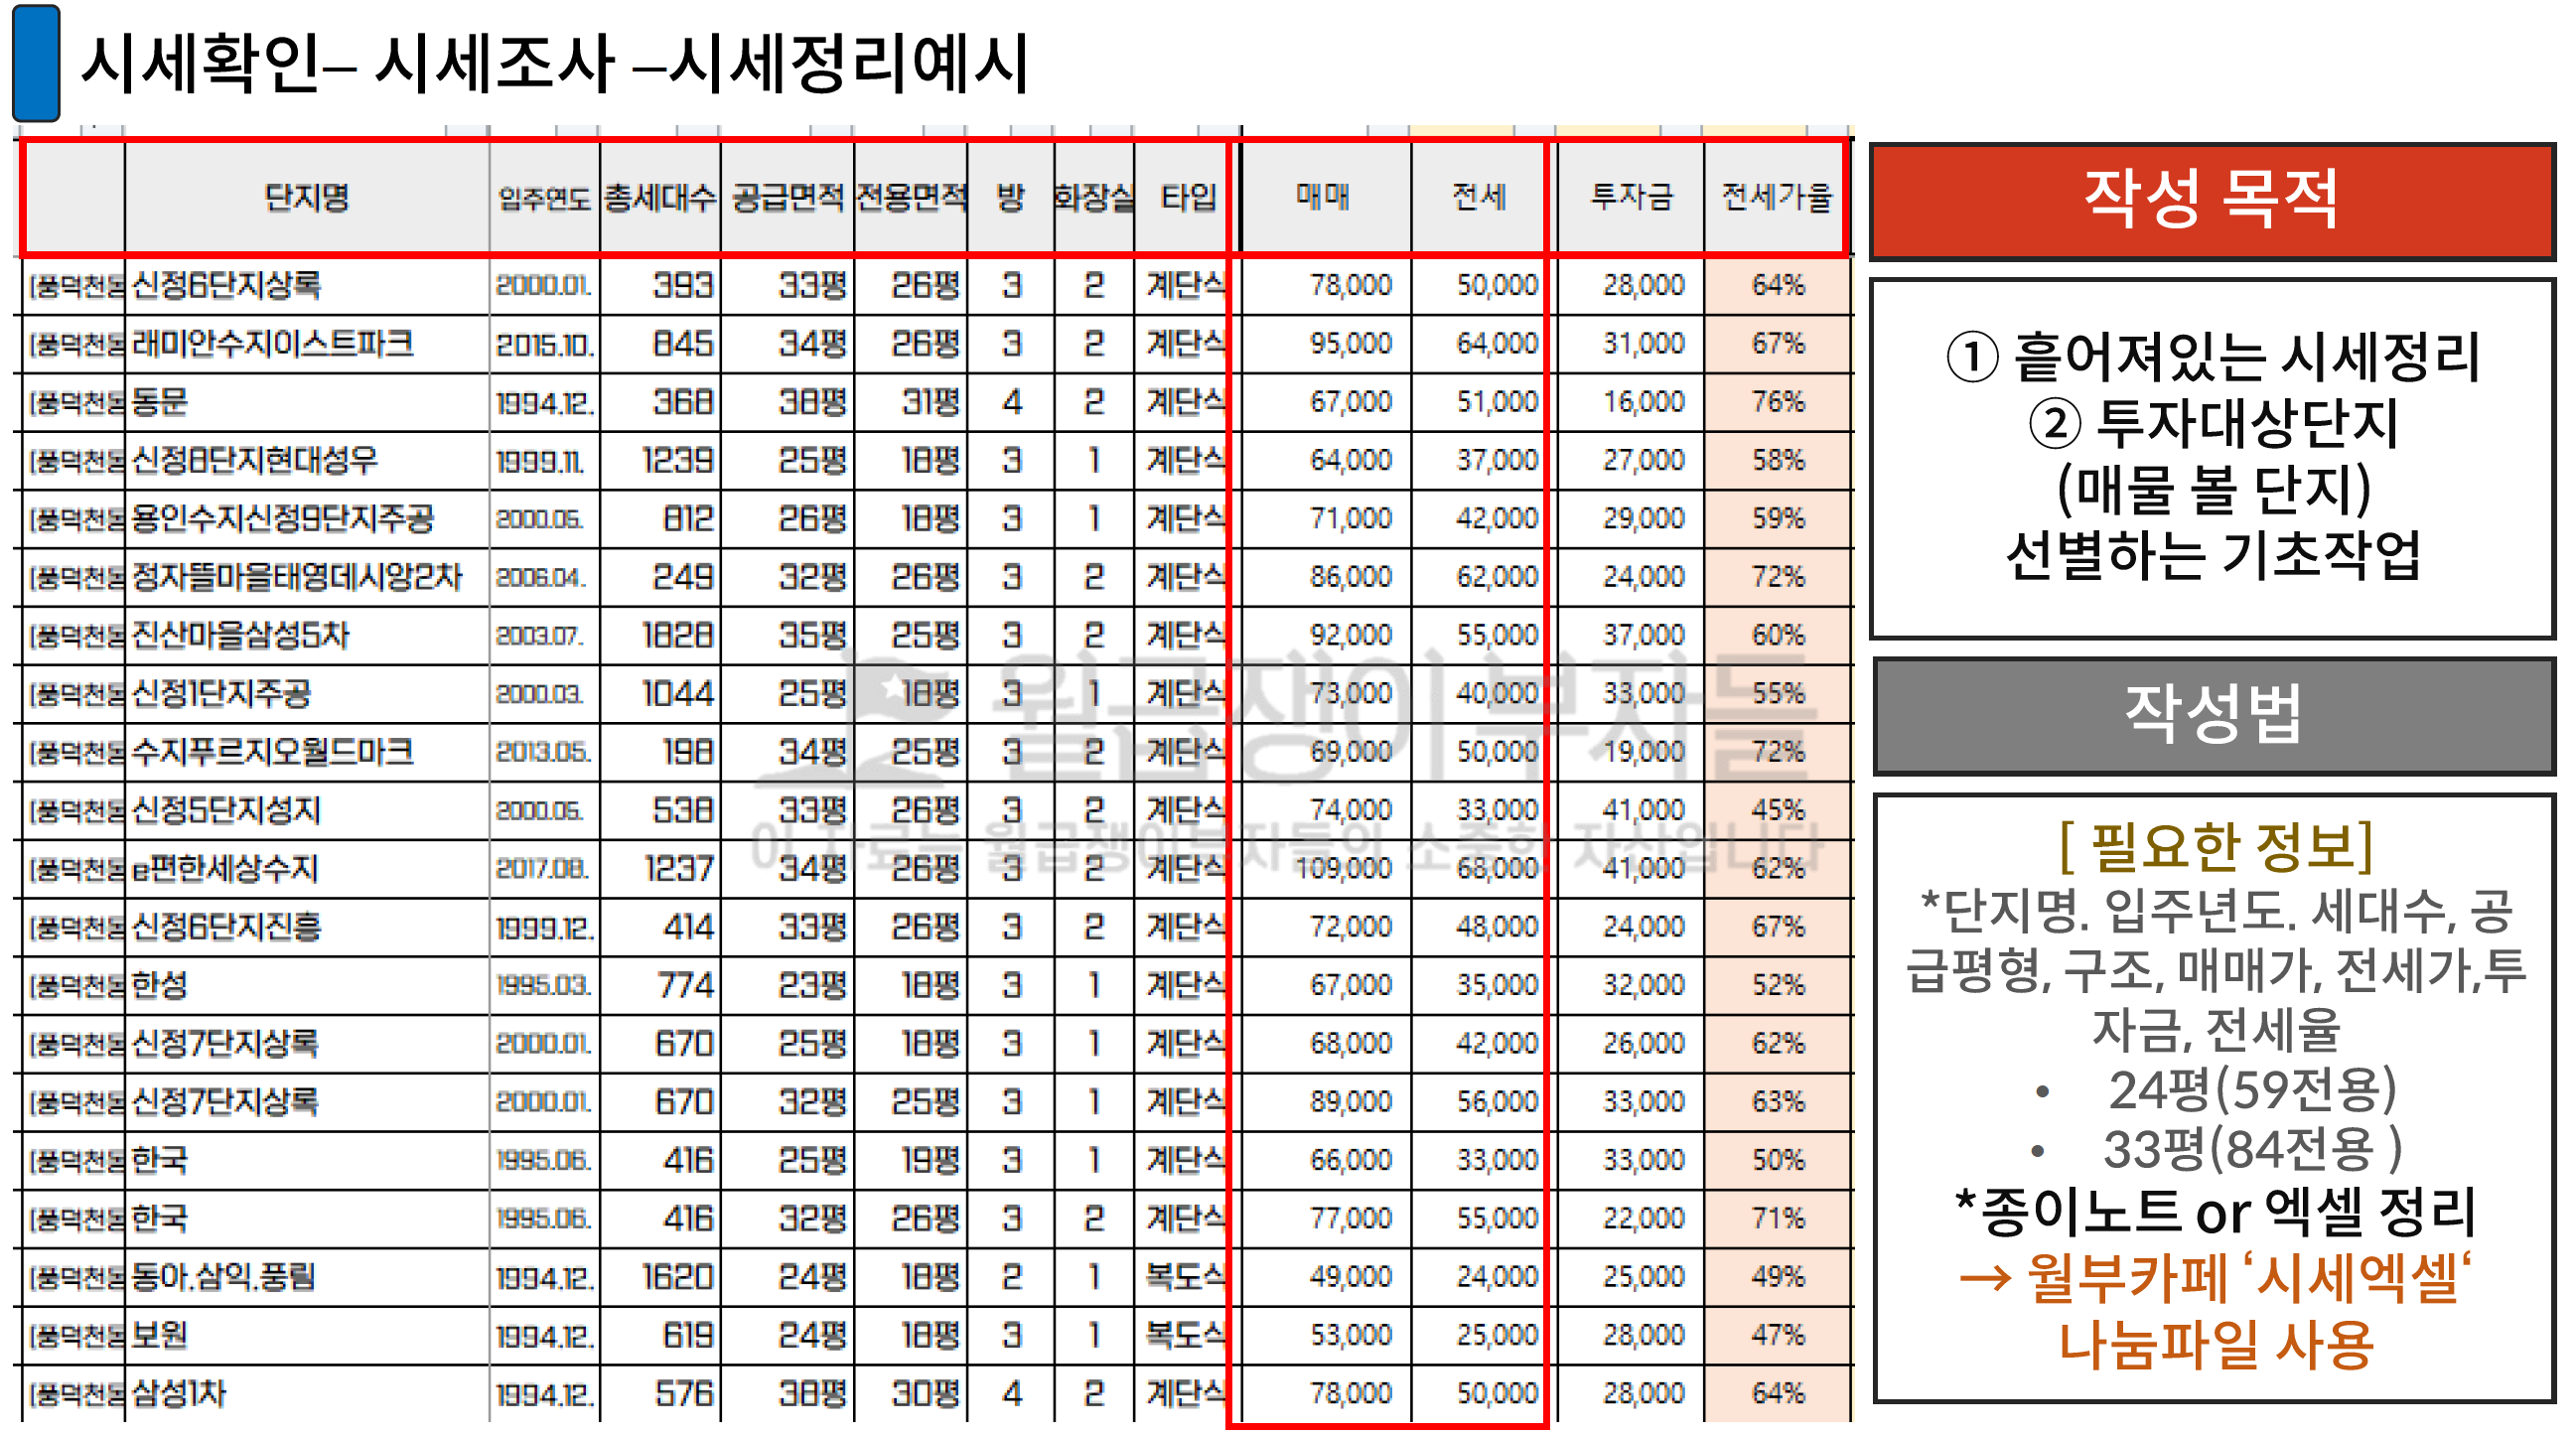 시세확인– 시세조사 –시세정리예시
단지명 입주연도 총세대수 공급면적 전용면적 방 화장실 타입 매매 전세 투자금 전세가율
[풍덕천동 신정6단지상록 2000.01. 393 33평 26평 3 2 계단식 78,000 50,000 28,000 64%
[풍덕천동 래미안수지이스트파크 2015.10. 845 34평 26평 3 2 계단식 95,000 64,000 31,000 67%
[풍덕천동 동문 1994.12. 368 38평 31평 4 2 계단식 67,000 51,000 16,000 76%
[풍덕천동 신정8단지현대성우 1999.11. 1239 25평 18평 3 1 계단식 64,000 37,000 27,000 58%
[풍덕천동 용인수지신정9단지주공 2000.05. 812 26평 18평 3 1 계단식 71,000 42,000 29,000 59%
[풍덕천동 정자뜰마을태영데시앙2차 2006.04. 249 32평 26평 3 2 계단식 86,000 62,000 24,000 72%
[풍덕천동 진산마을삼성5차 2003.07. 1828 35평 25평 3 2 계단식 92,000 55,000 37,000 60%
[풍덕천동 신정1단지주공 2000.03. 1044 25평 18평 3 1 계단식 73,000 40,000 33,000 55%
[풍덕천동 수지푸르지오월드마크 2013.05. 198 34평 25평 3 2 계단식 69,000 50,000 19,000 72%
[풍덕천동 신정5단지성지 2000.05. 538 33평 26평 3 2 계단식 74,000 33,000 41,000 45%
[풍덕천동 e편한세상수지 2017.08. 1237 34평 26평 3 2 계단식 109,000 68,000 41,000 62%
[풍덕천동 신정6단지진흥 1999.12. 414 33평 26평 3 2 계단식 72,000 48,000 24,000 67%
[풍덕천동 한성 1995.03. 774 23평 18평 3 1 계단식 67,000 35,000 32,000 52%
[풍덕천동 신정7단지상록 2000.01. 670 25평 18평 3 1 계단식 68,000 42,000 26,000 62%
[풍덕천동 신정7단지상록 2000.01. 670 32평 25평 3 1 계단식 89,000 56,000 33,000 63%
[풍덕천동 한국 1995.06. 416 25평 19평 3 1 계단식 66,000 33,000 33,000 50%
[풍덕천동 한국 1995.06. 416 32평 26평 3 2 계단식 77,000 55,000 22,000 71%
[풍덕천동 동아.삼익.풍림 1994.12. 1620 24평 18평 2 1 복도식 49,000 24,000 25,000 49%
[풍덕천동 보원 1994.12. 619 24평 18평 3 1 복도식 53,000 25,000 28,000 47%
[풍덕천동 삼성1차 1994.12. 576 38평 30평 4 2 계단식 78,000 50,000 28,000 64%
월급쟁이부자들
이 자료는 월급쟁이부자들의 소중한 자산입니다
작성 목적
① 흩어져있는 시세정리
② 투자대상단지
(매물 볼 단지)
선별하는 기초작업
작성법
[ 필요한 정보]
*단지명. 입주년도. 세대수, 공
급평형, 구조, 매매가, 전세가,투
자금, 전세율
• 24평(59전용)
• 33평(84전용 )
*종이노트 or 엑셀 정리
→ 월부카페 ‘시세엑셀‘
나눔파일 사용